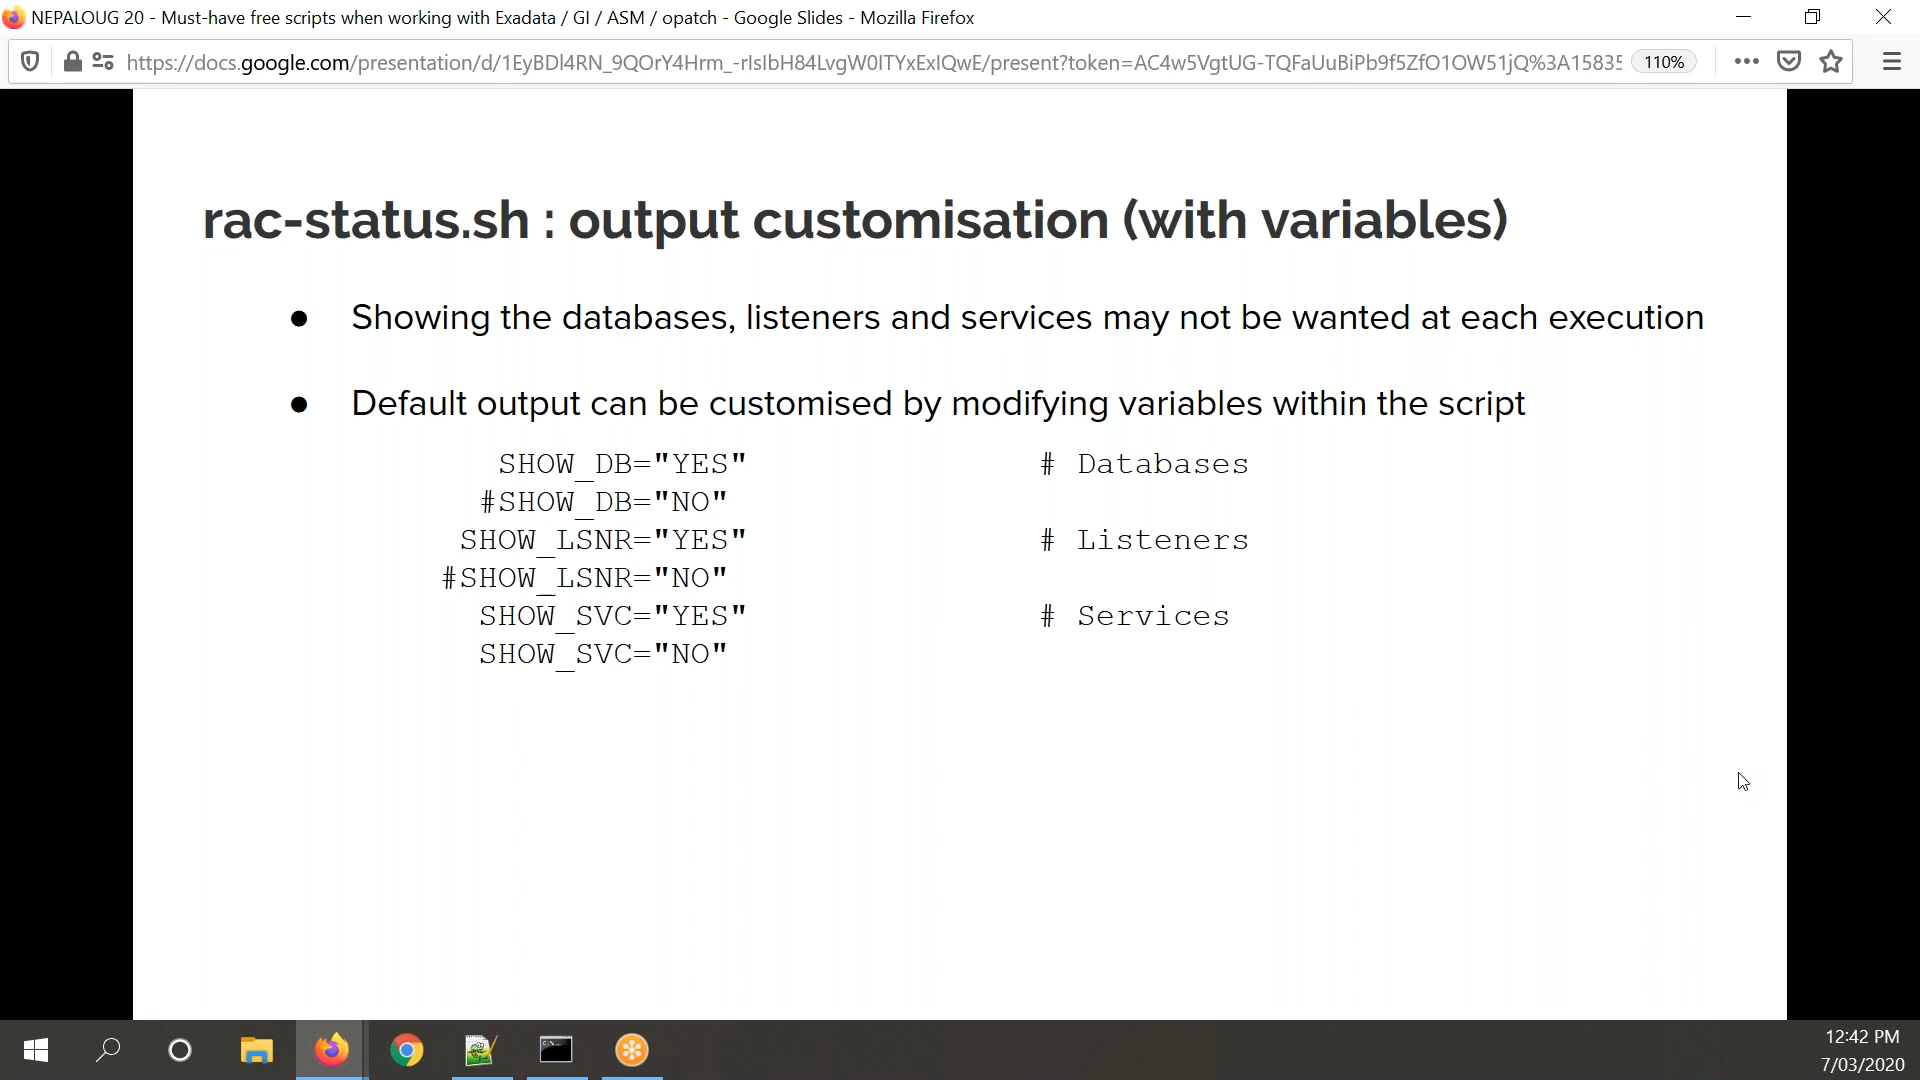 NEPALOUG 20 - Must-have free scripts when working with Exadata / GI / ASM / opatch - Google Slides - Mozilla Firefox
https://docs.google.com/presentation/d/1EyBDl4RN_9QOrY4Hrm_-rIsIbH84LvgW0ITYxExIQwE/present?token=AC4w5VgtUG-TQFaUuBiPb9f5ZfO1OW51jQ%3A15835 110%
rac-status.sh : output customisation (with variables)
● Showing the databases, listeners and services may not be wanted at each execution
● Default output can be customised by modifying variables within the script
SHOW_DB="YES" # Databases
#SHOW_DB="NO"
SHOW_LSNR="YES" # Listeners
#SHOW_LSNR="NO"
SHOW_SVC="YES" # Services
SHOW_SVC="NO"
12:42 PM
7/03/2020